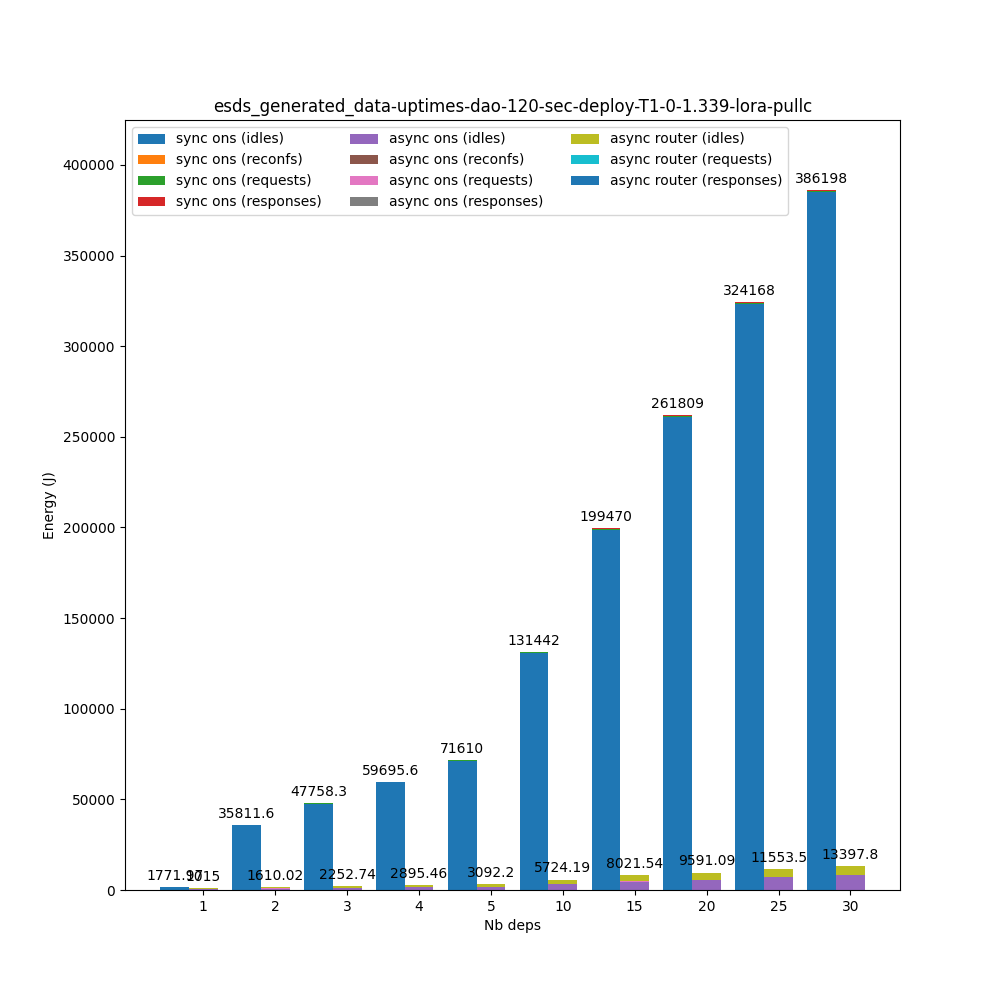 esds_generated_data-uptimes-dao-120-sec-deploy-T1-0-1.339-lora-pullc
sync ons (idles)
sync ons (reconfs)
sync ons (requests)
sync ons (responses)
async ons (idles)
async ons (reconfs)
async ons (requests)
async ons (responses)
async router (idles)
async router (requests)
async router (responses)
Energy (J)
400000
350000
300000
250000
200000
150000
100000
50000
0
1771.97
35811.6
47758.3
59695.6
71610
131442
199470
261809
324168
386198
1610.02
2252.74
2895.46
3092.2
5724.19
8021.54
9591.09
11553.5
13397.8
1
2
3
4
5
10
15
20
25
30
Nb deps